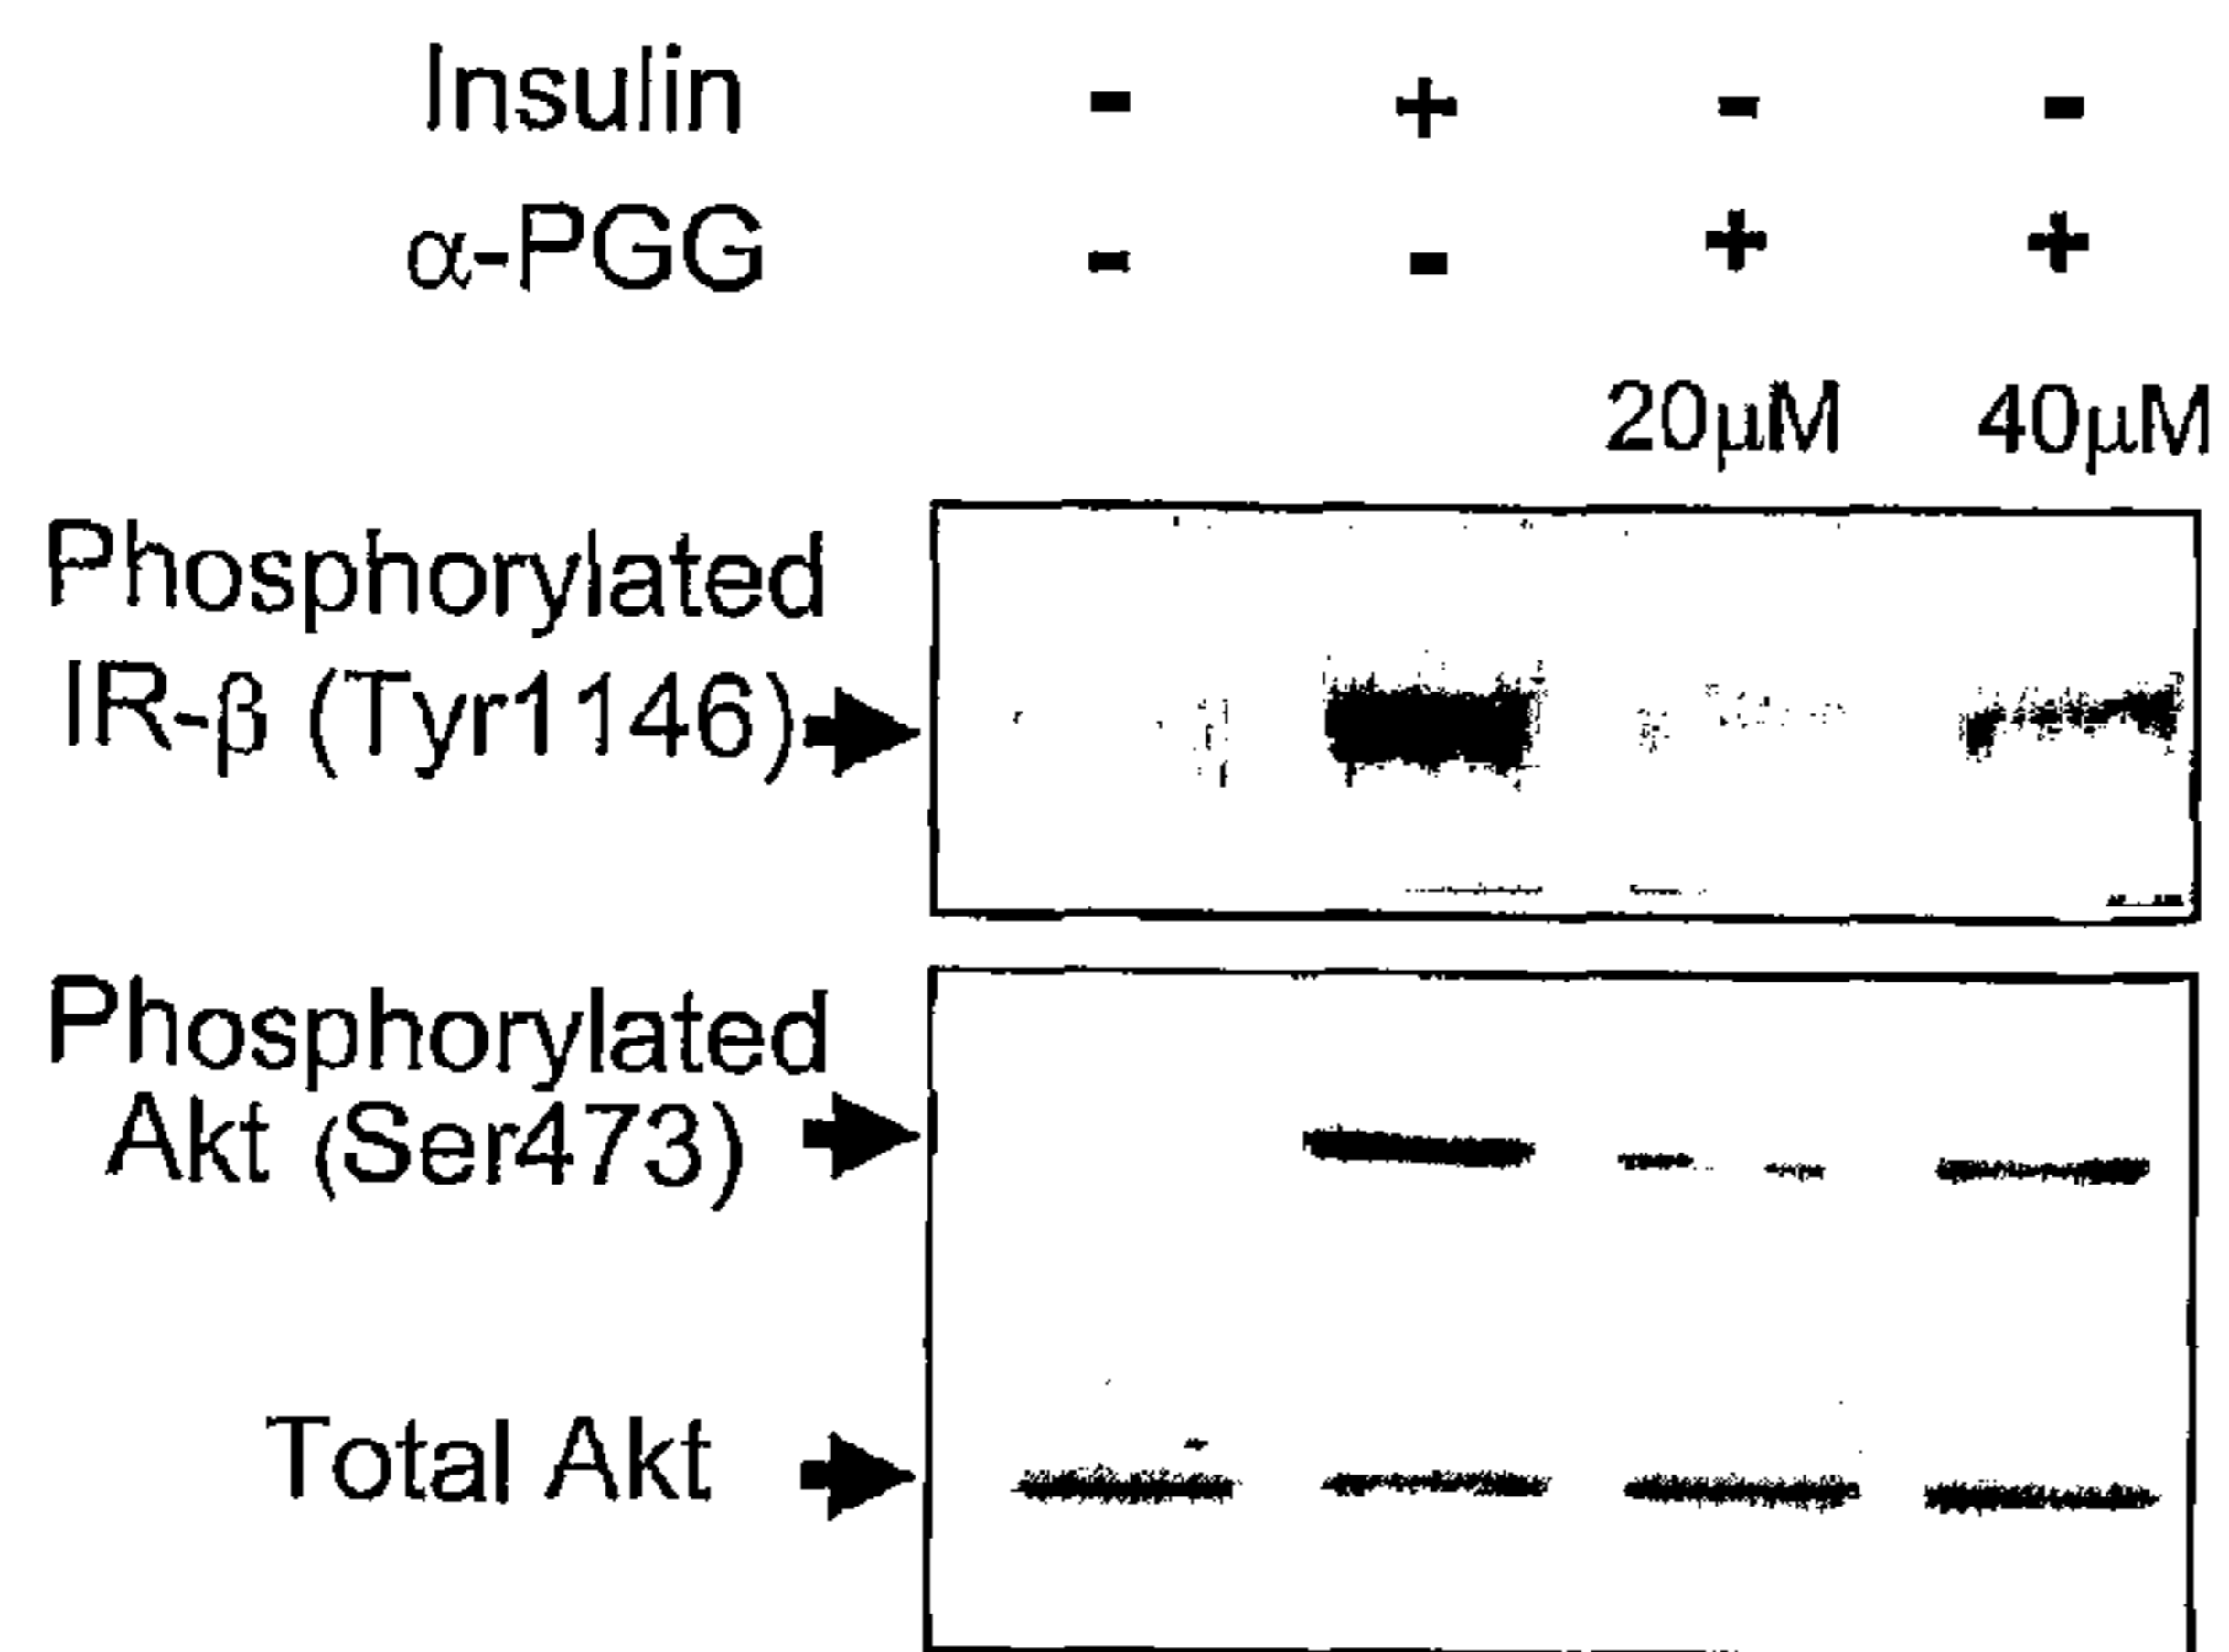 Insulin - + - -
α-PGG - - + +
20μM 40μM
Phosphorylated
IR-β (Tyr1146)
Phosphorylated
Akt (Ser473)
Total Akt